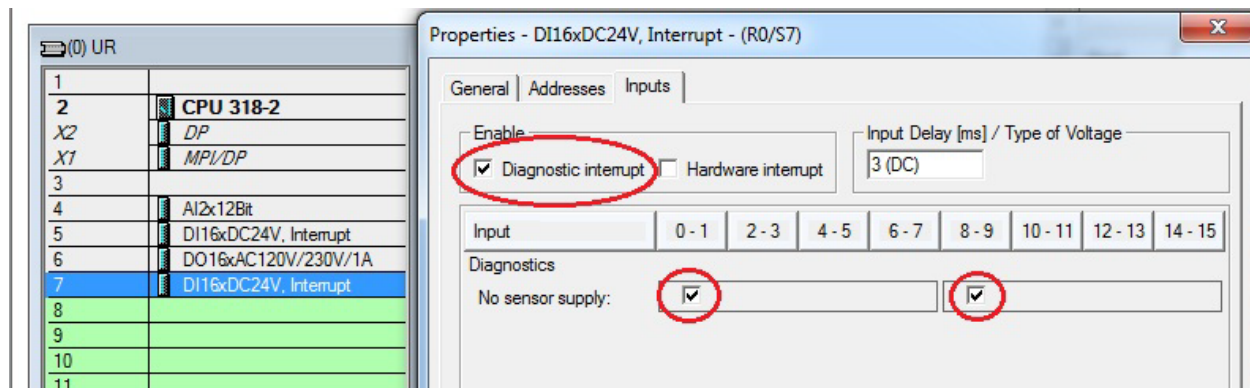 (0) UR
1
2 CPU 318-2
X2 DP
X1 MPI/DP
3
4 AI2x12Bit
5 DI16xDC24V, Interrupt
6 DO16xAC120V/230V/1A
7 DI16xDC24V, Interrupt
8
9
10
11
Properties - DI16xDC24V, Interrupt - (R0/S7)
General Addresses Inputs
Enable
Diagnostic interrupt Hardware interrupt
Input Delay [ms] / Type of Voltage
3 (DC)
Input 0 - 1 2 - 3 4 - 5 6 - 7 8 - 9 10 - 11 12 - 13 14 - 15
Diagnostics
No sensor supply: